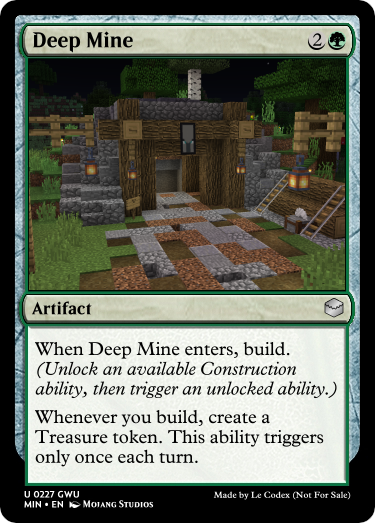 Deep Mine 2
Artifact
When Deep Mine enters, build.
(Unlock an available Construction
ability, then trigger an unlocked ability.)
Whenever you build, create a
Treasure token. This ability triggers
only once each turn.
U 0227 GWU
MIN • EN Mojang Studios
Made by Le Codex (Not For Sale)